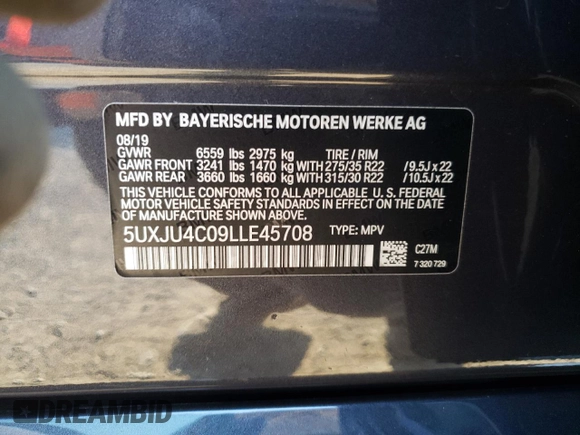 MFD BY BAYERISCHE MOTOREN WERKE AG
08/19
GVWR 6559 lbs 2975 kg TIRE / RIM
GAWR FRONT 3241 lbs 1470 kg WITH 275/35 R22 /9.5J x 22
GAWR REAR 3660 lbs 1660 kg WITH 315/30 R22 /10.5J x 22
THIS VEHICLE CONFORMS TO ALL APPLICABLE U. S. FEDERAL
MOTOR VEHICLE SAFETY STANDARDS IN EFFECT ON THE DATE
OF MANUFACTURE SHOWN ABOVE.
5UXJU4C09LLE45708 TYPE: MPV
C27M
7 320 729
DREAMBID